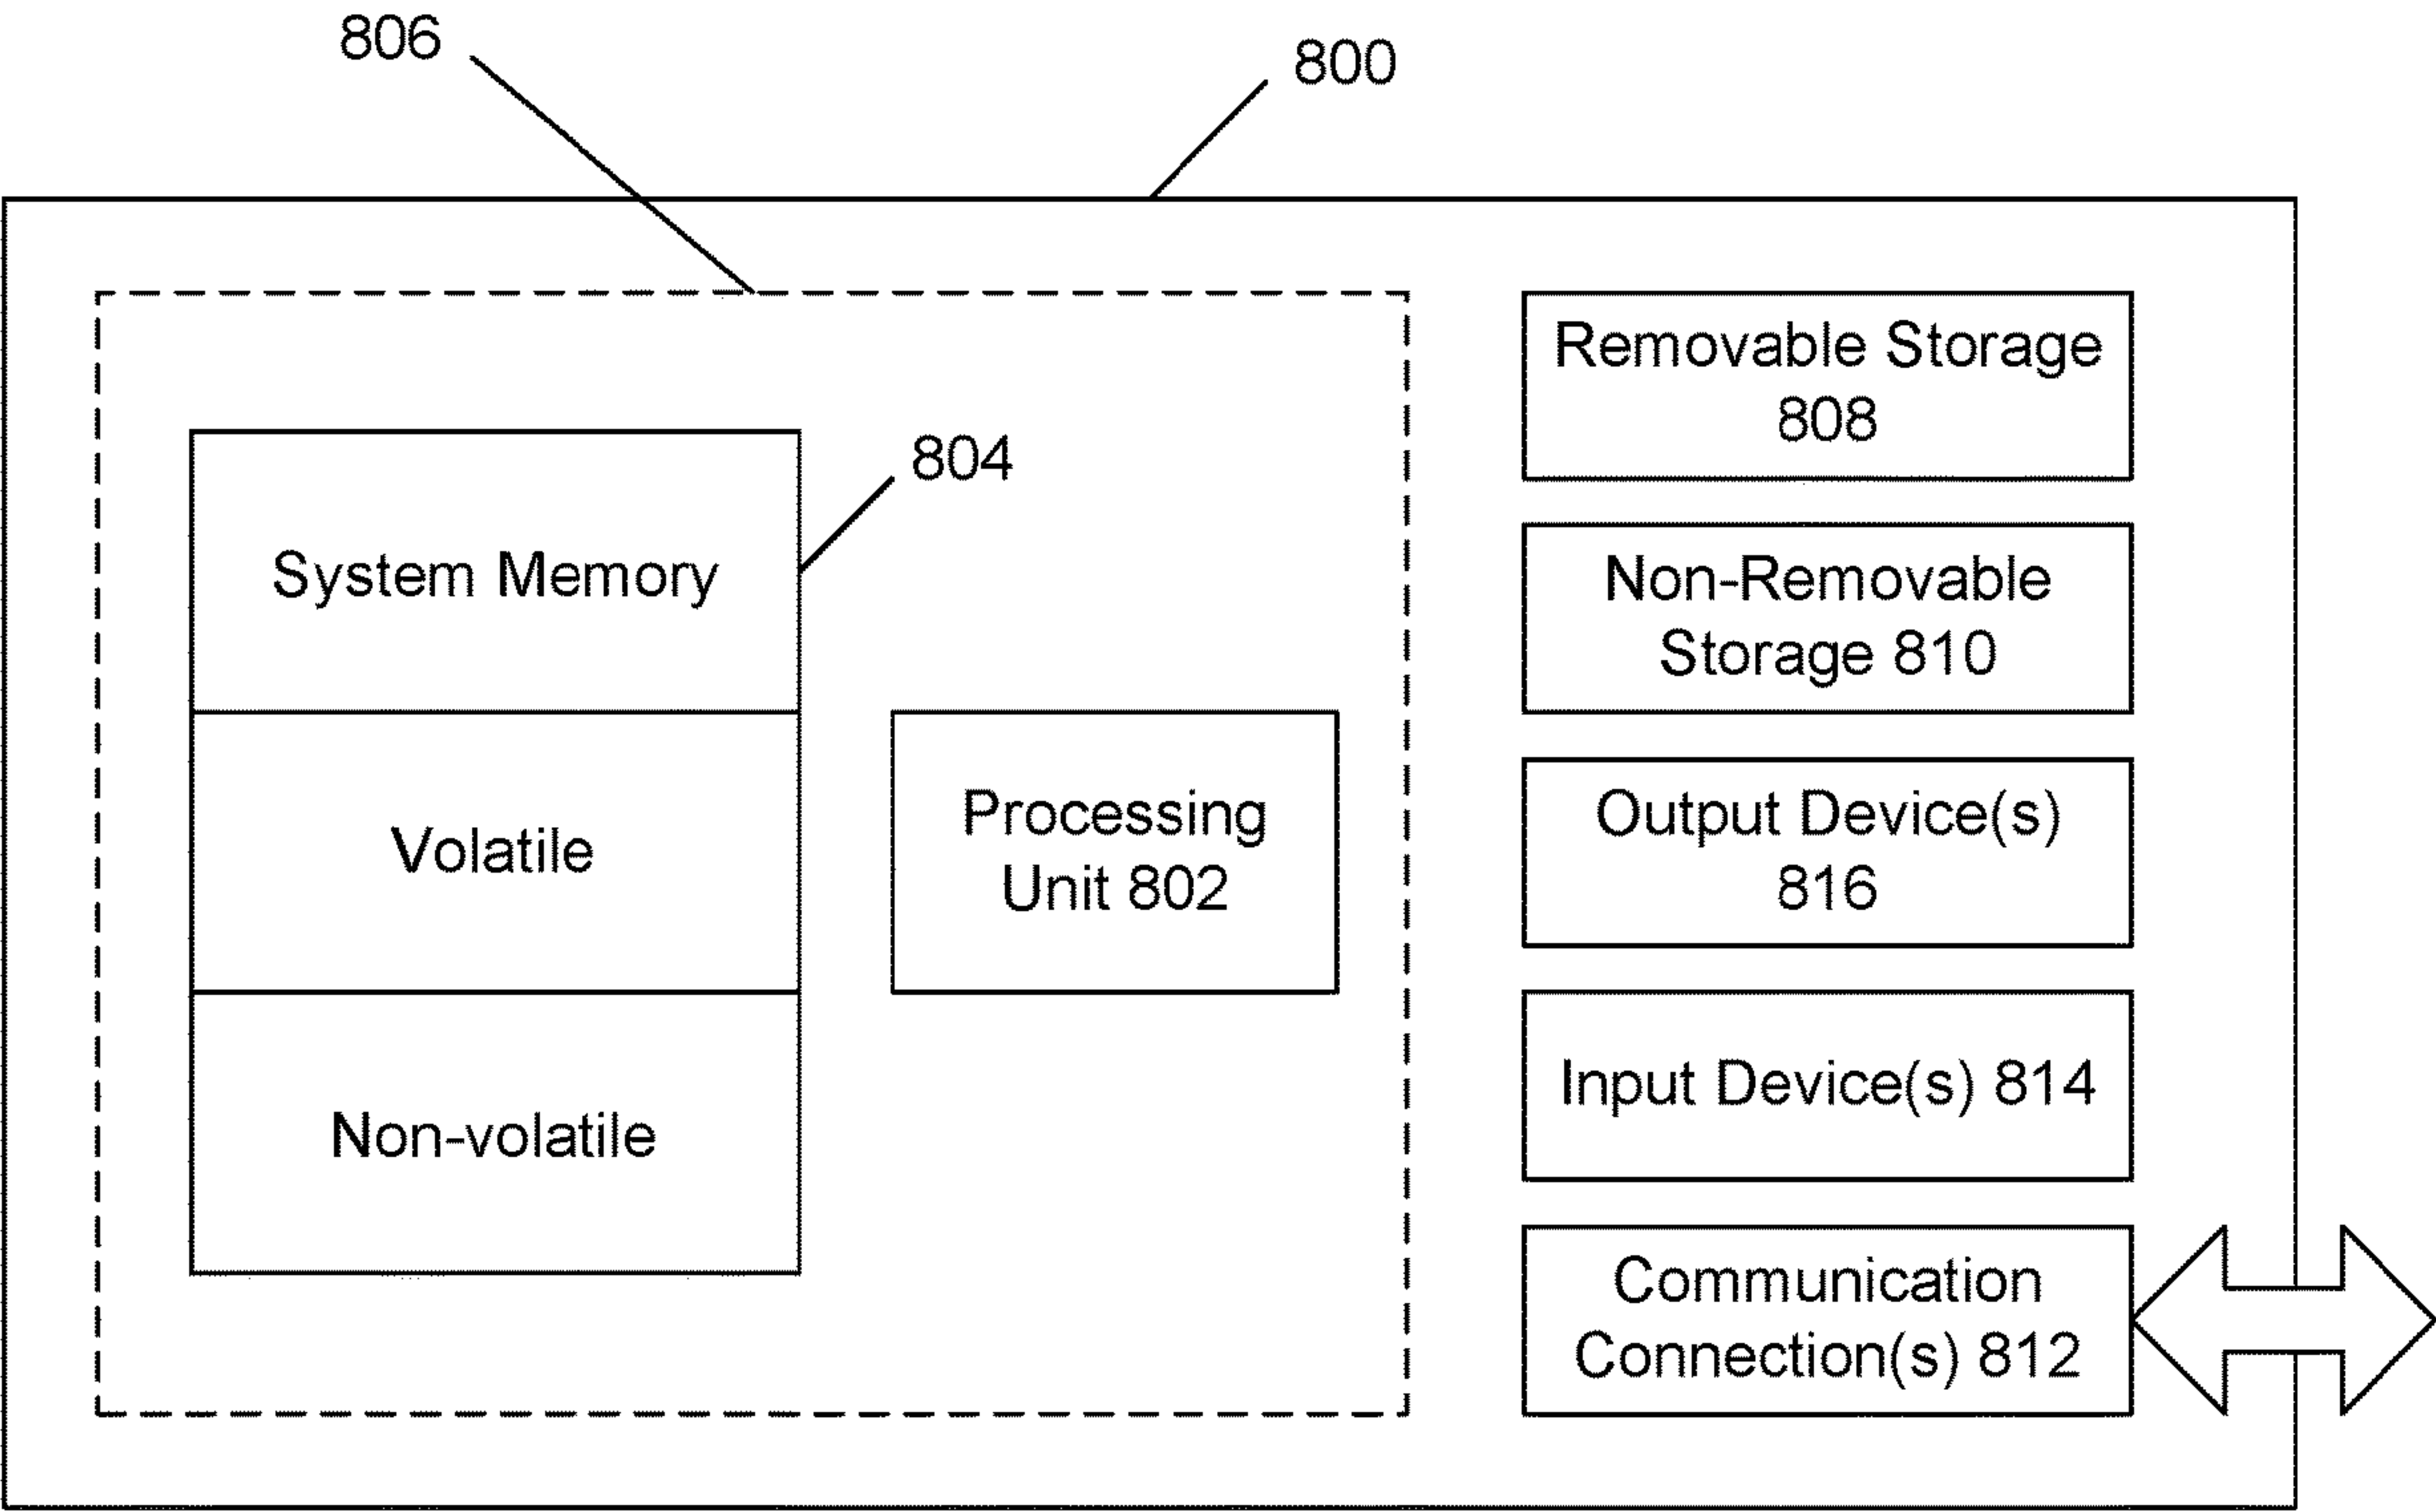 806
800
804
System Memory
Volatile
Non-volatile
Processing
Unit 802
Removable Storage
808
Non-Removable
Storage 810
Output Device(s)
816
Input Device(s) 814
Communication
Connection(s) 812